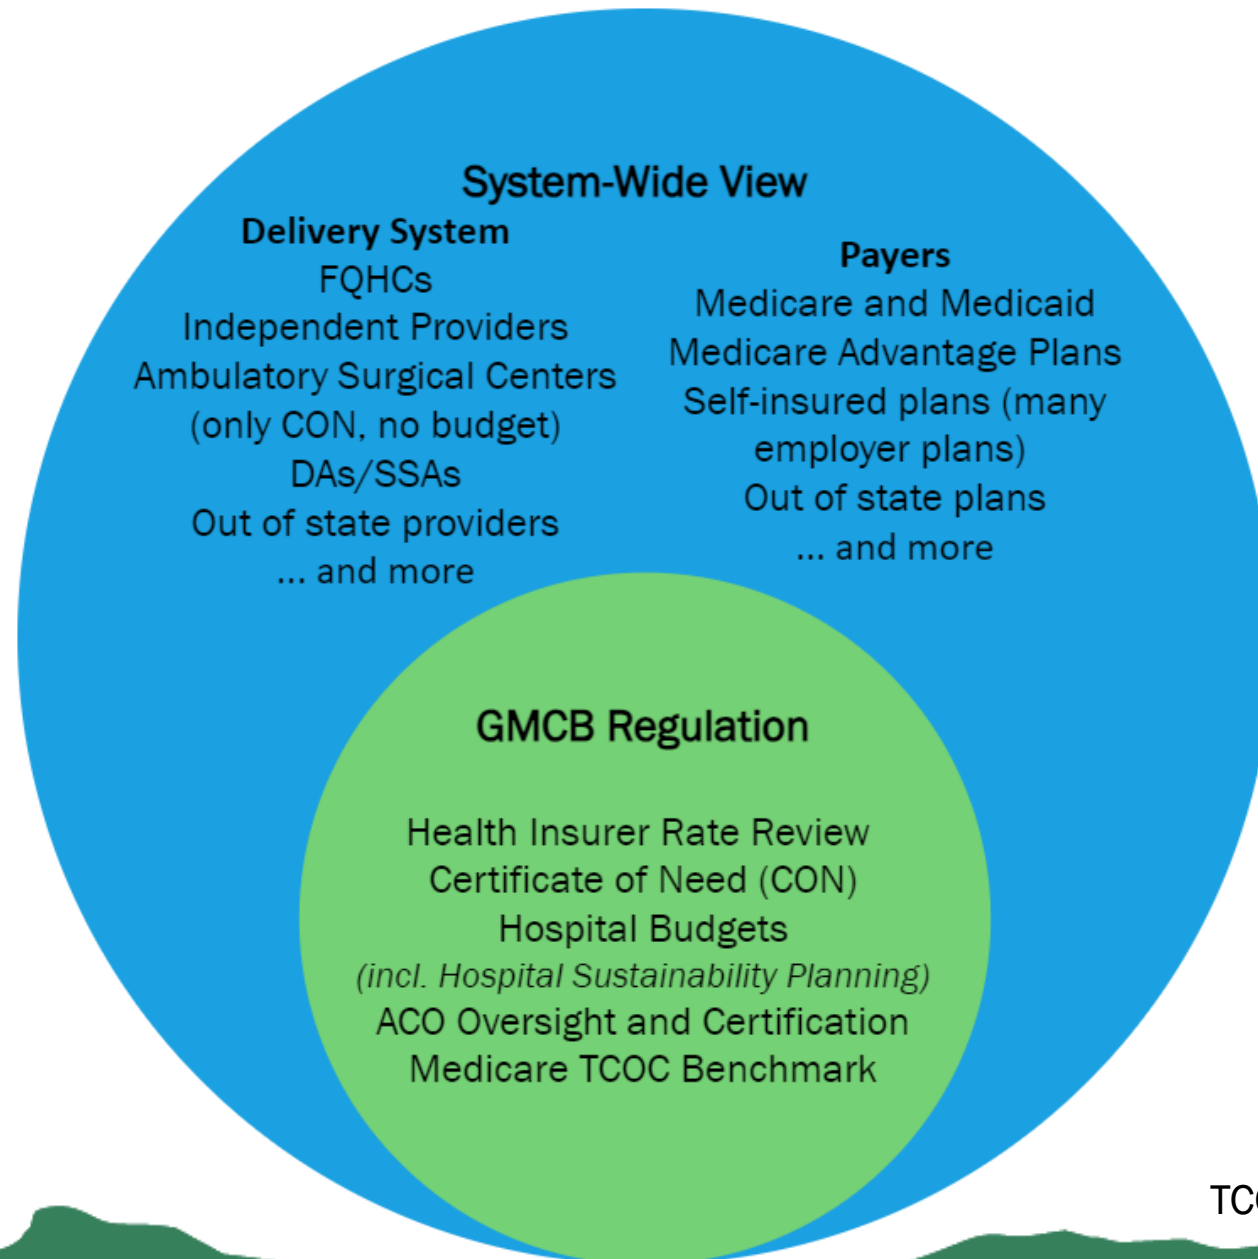 System-Wide View
Delivery System
FQHCs
Independent Providers
Ambulatory Surgical Centers
(only CON, no budget)
DAs/SSAs
Out of state providers
... and more
Payers
Medicare and Medicaid
Medicare Advantage Plans
Self-insured plans (many
employer plans)
Out of state plans
... and more
GMCB Regulation
Health Insurer Rate Review
Certificate of Need (CON)
Hospital Budgets
(incl. Hospital Sustainability Planning)
ACO Oversight and Certification
Medicare TCOC Benchmark